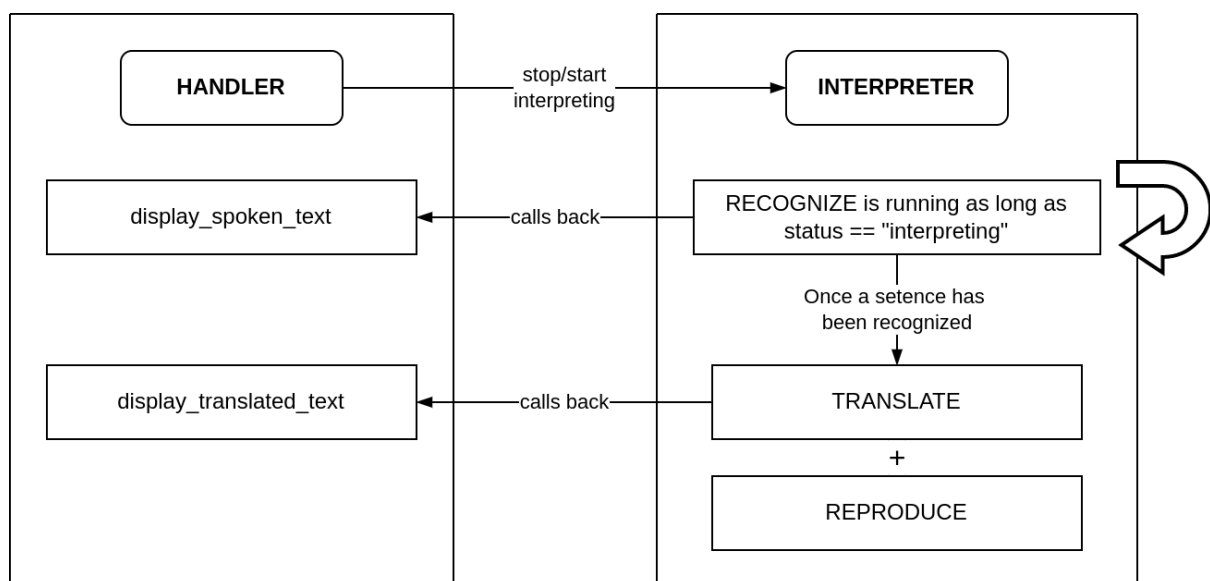 HANDLER
stop/start
interpreting
INTERPRETER
display_spoken_text
calls back
RECOGNIZE is running as long as
status == "interpreting"
Once a setence has
been recognized
display_translated_text
calls back
TRANSLATE
+
REPRODUCE